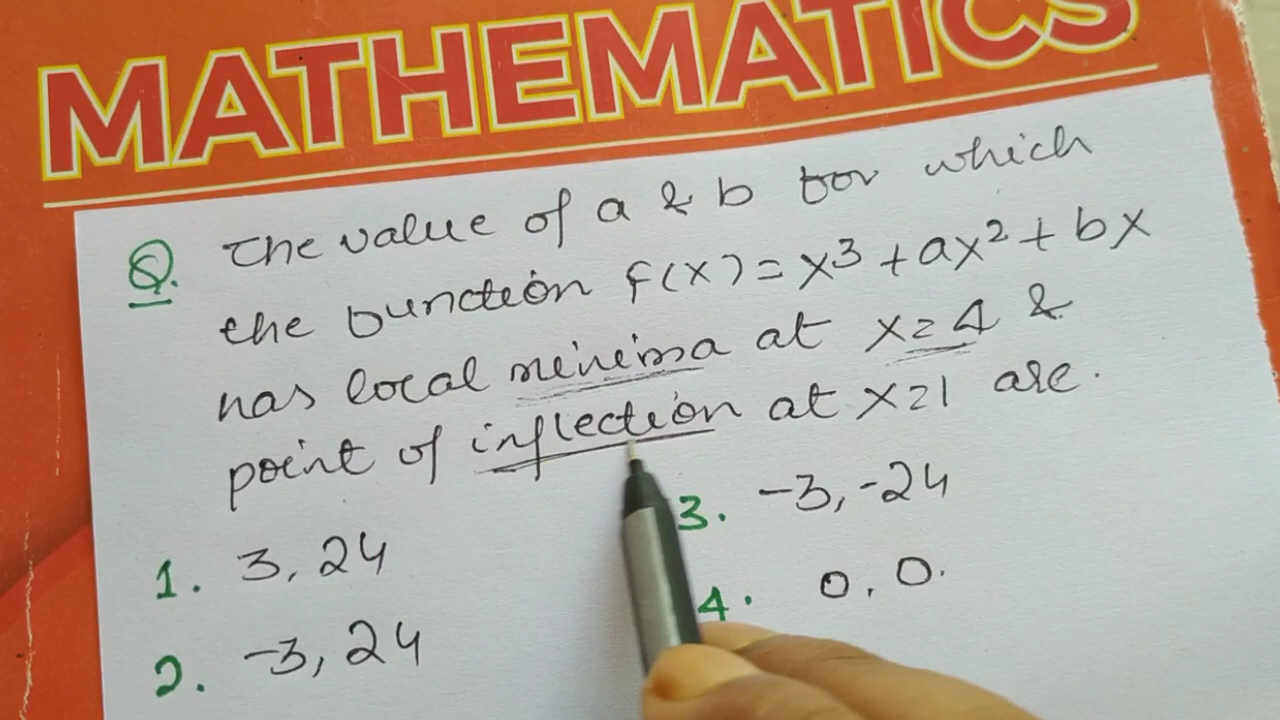 MATHEMATICS
Q. The value of a & b for which
the function f(x) = x³ + ax² + bx
has local minima at x = 4 &
point of inflection at x = 1 are.
1. 3, 24
2. -3, 24
3. -3, -24
4. 0, 0.